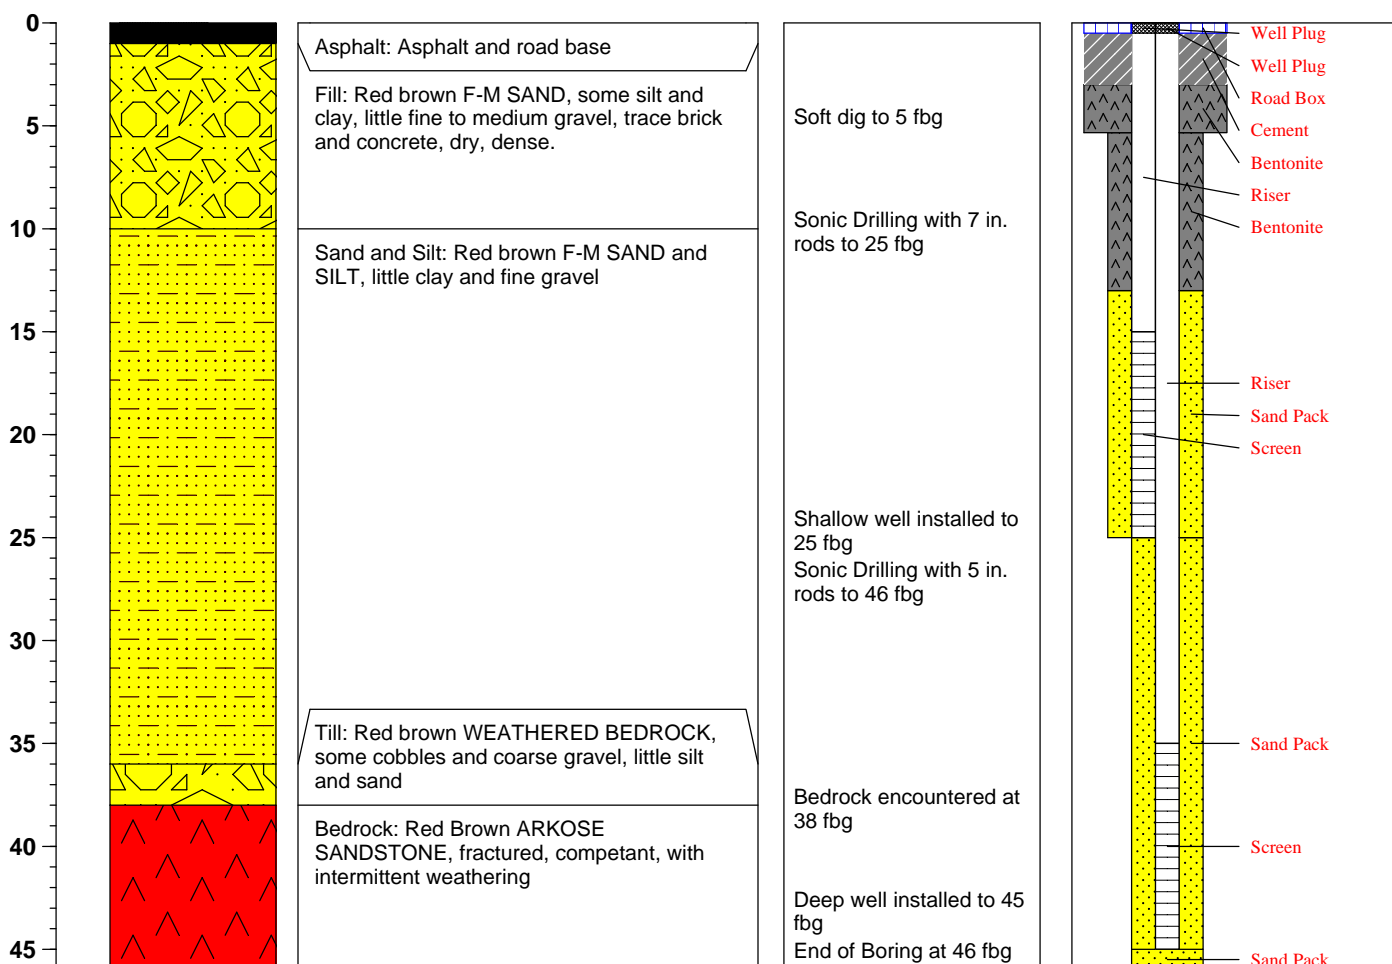 0
5
10
15
20
25
30
35
40
45
Asphalt: Asphalt and road base
Fill: Red brown F-M SAND, some silt and
clay, little fine to medium gravel, trace brick
and concrete, dry, dense.
Sand and Silt: Red brown F-M SAND and
SILT, little clay and fine gravel
Till: Red brown WEATHERED BEDROCK,
some cobbles and coarse gravel, little silt
and sand
Bedrock: Red Brown ARKOSE
SANDSTONE, fractured, competant, with
intermittent weathering
Soft dig to 5 fbg
Sonic Drilling with 7 in.
rods to 25 fbg
Shallow well installed to
25 fbg
Sonic Drilling with 5 in.
rods to 46 fbg
Bedrock encountered at
38 fbg
Deep well installed to 45
fbg
End of Boring at 46 fbg
Well Plug
Well Plug
Road Box
Cement
Bentonite
Riser
Bentonite
Riser
Sand Pack
Screen
Sand Pack
Screen
Sand Pack